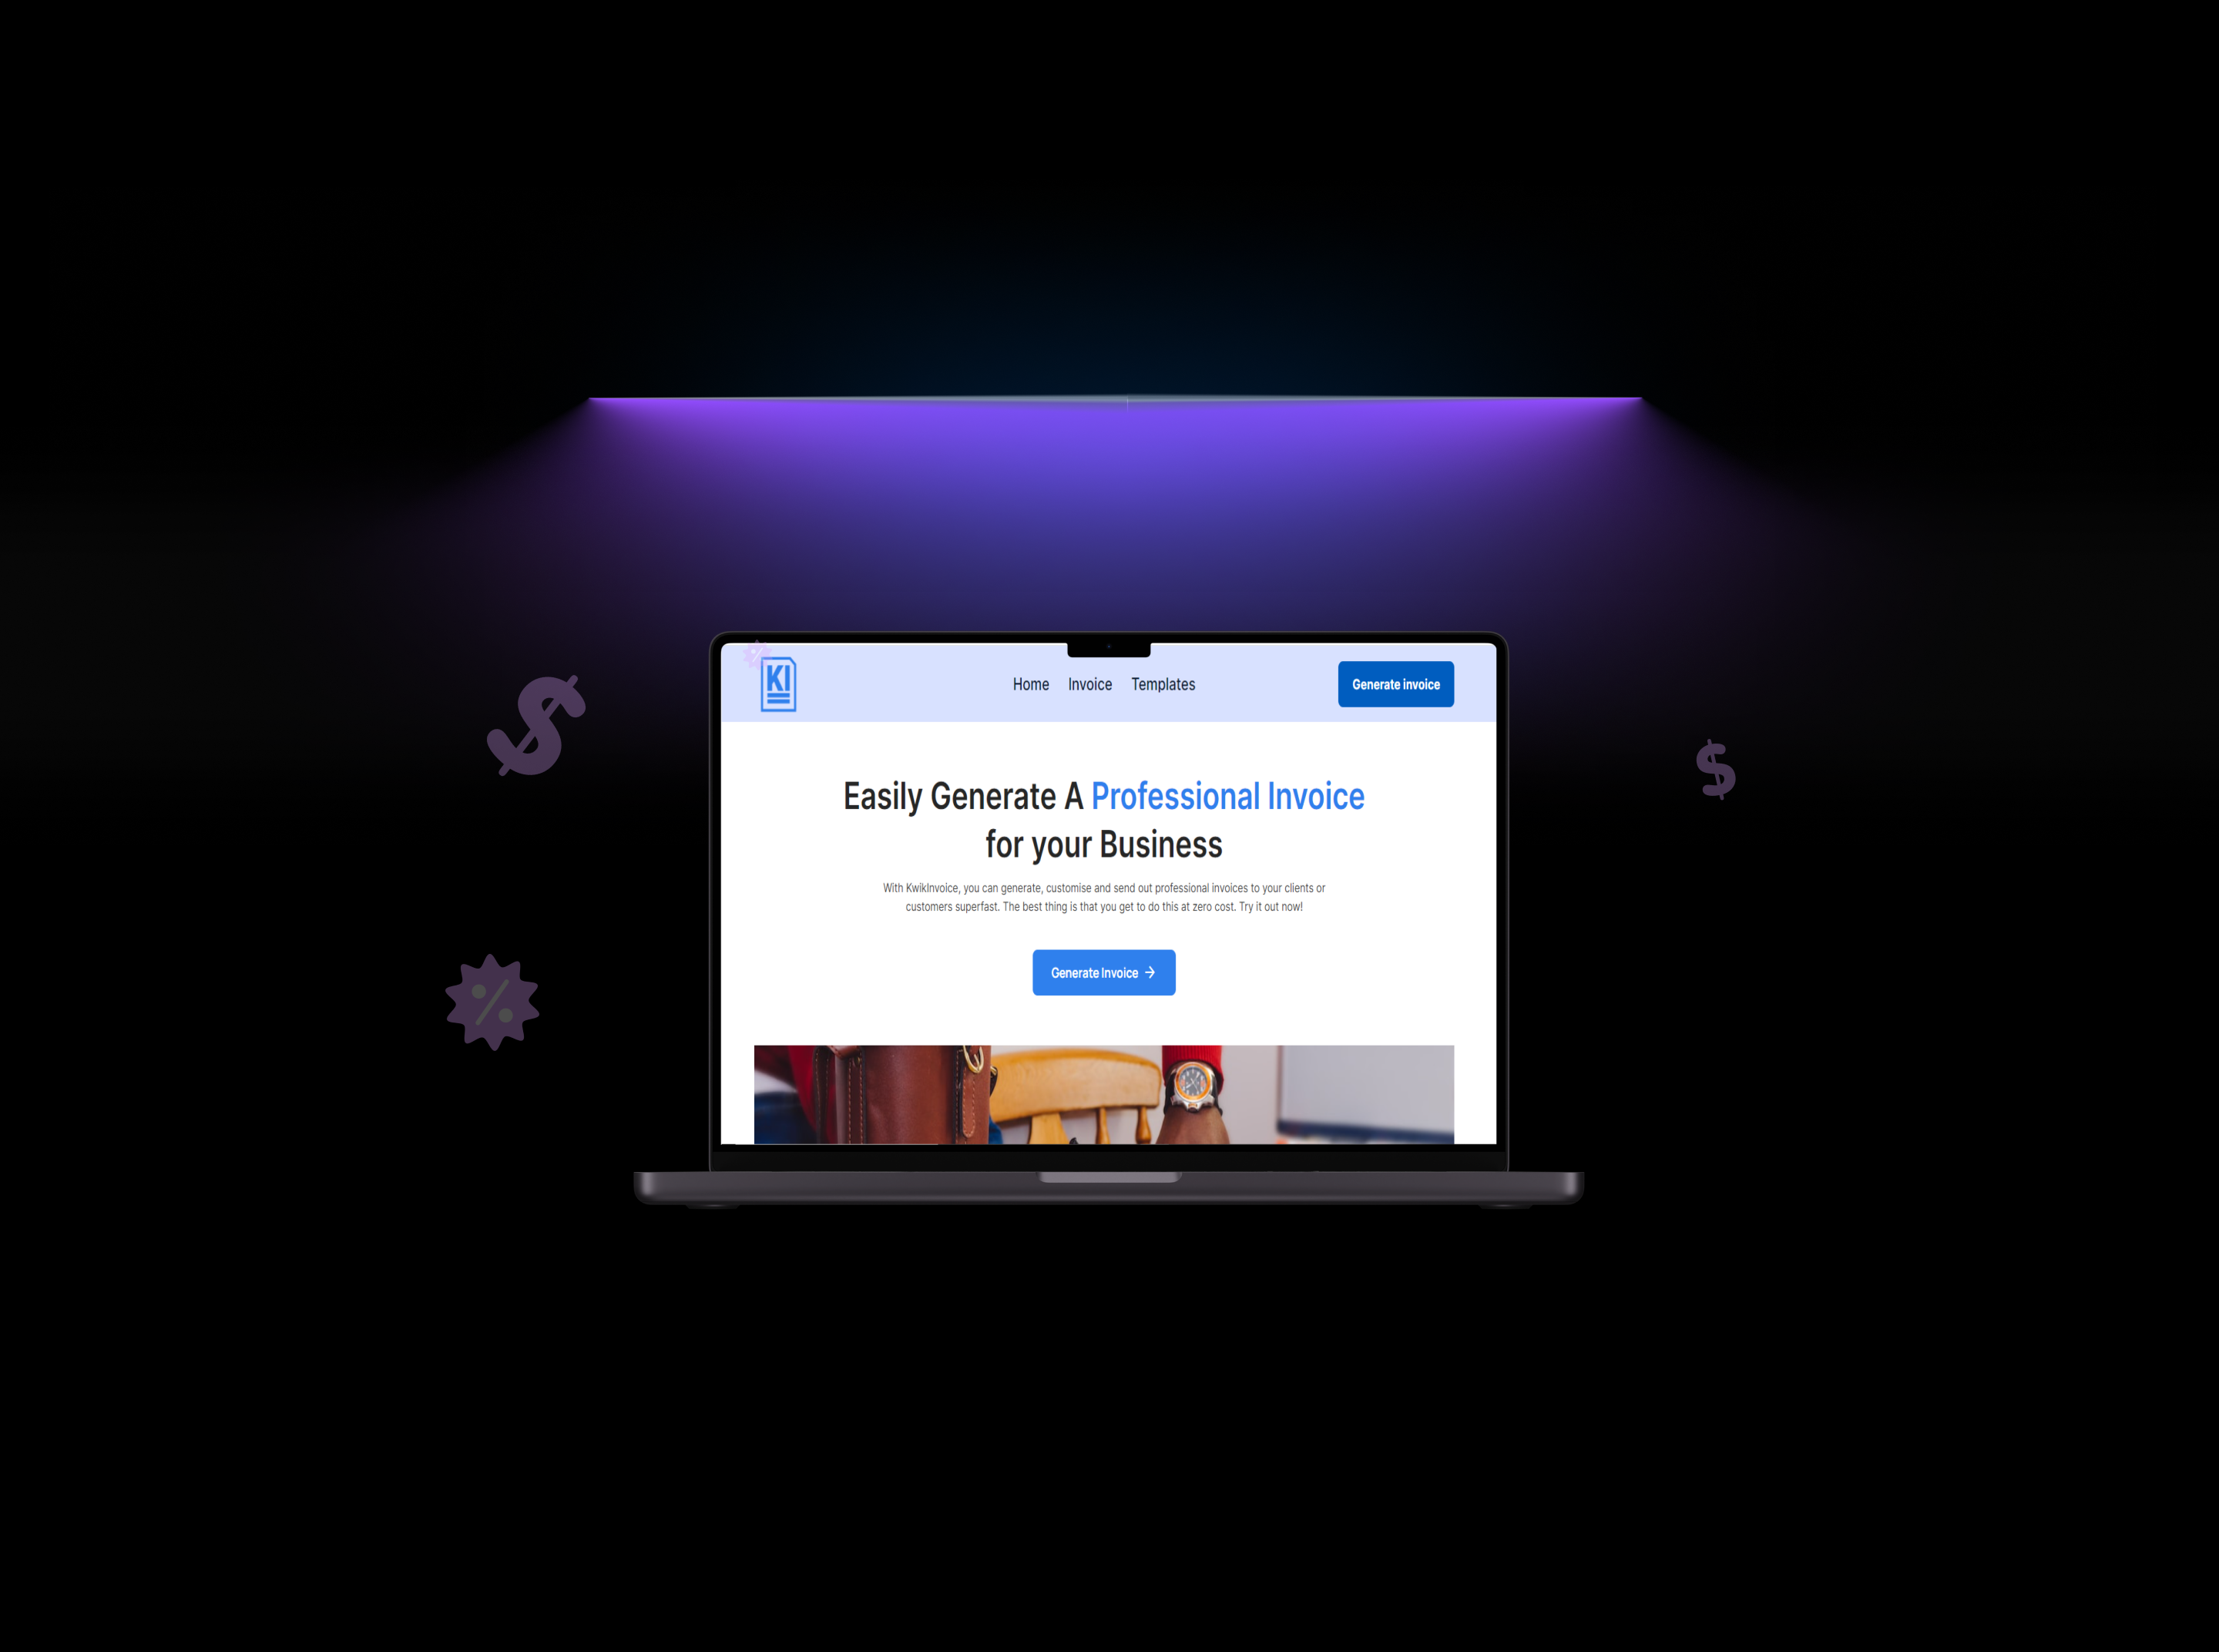 KI
Home Invoice Templates
Generate invoice
Easily Generate A Professional Invoice
for your Business
With KwikInvoice, you can generate, customise and send out professional invoices to your clients or
customers superfast. The best thing is that you get to do this at zero cost. Try it out now!
Generate Invoice →
$
$
%
%